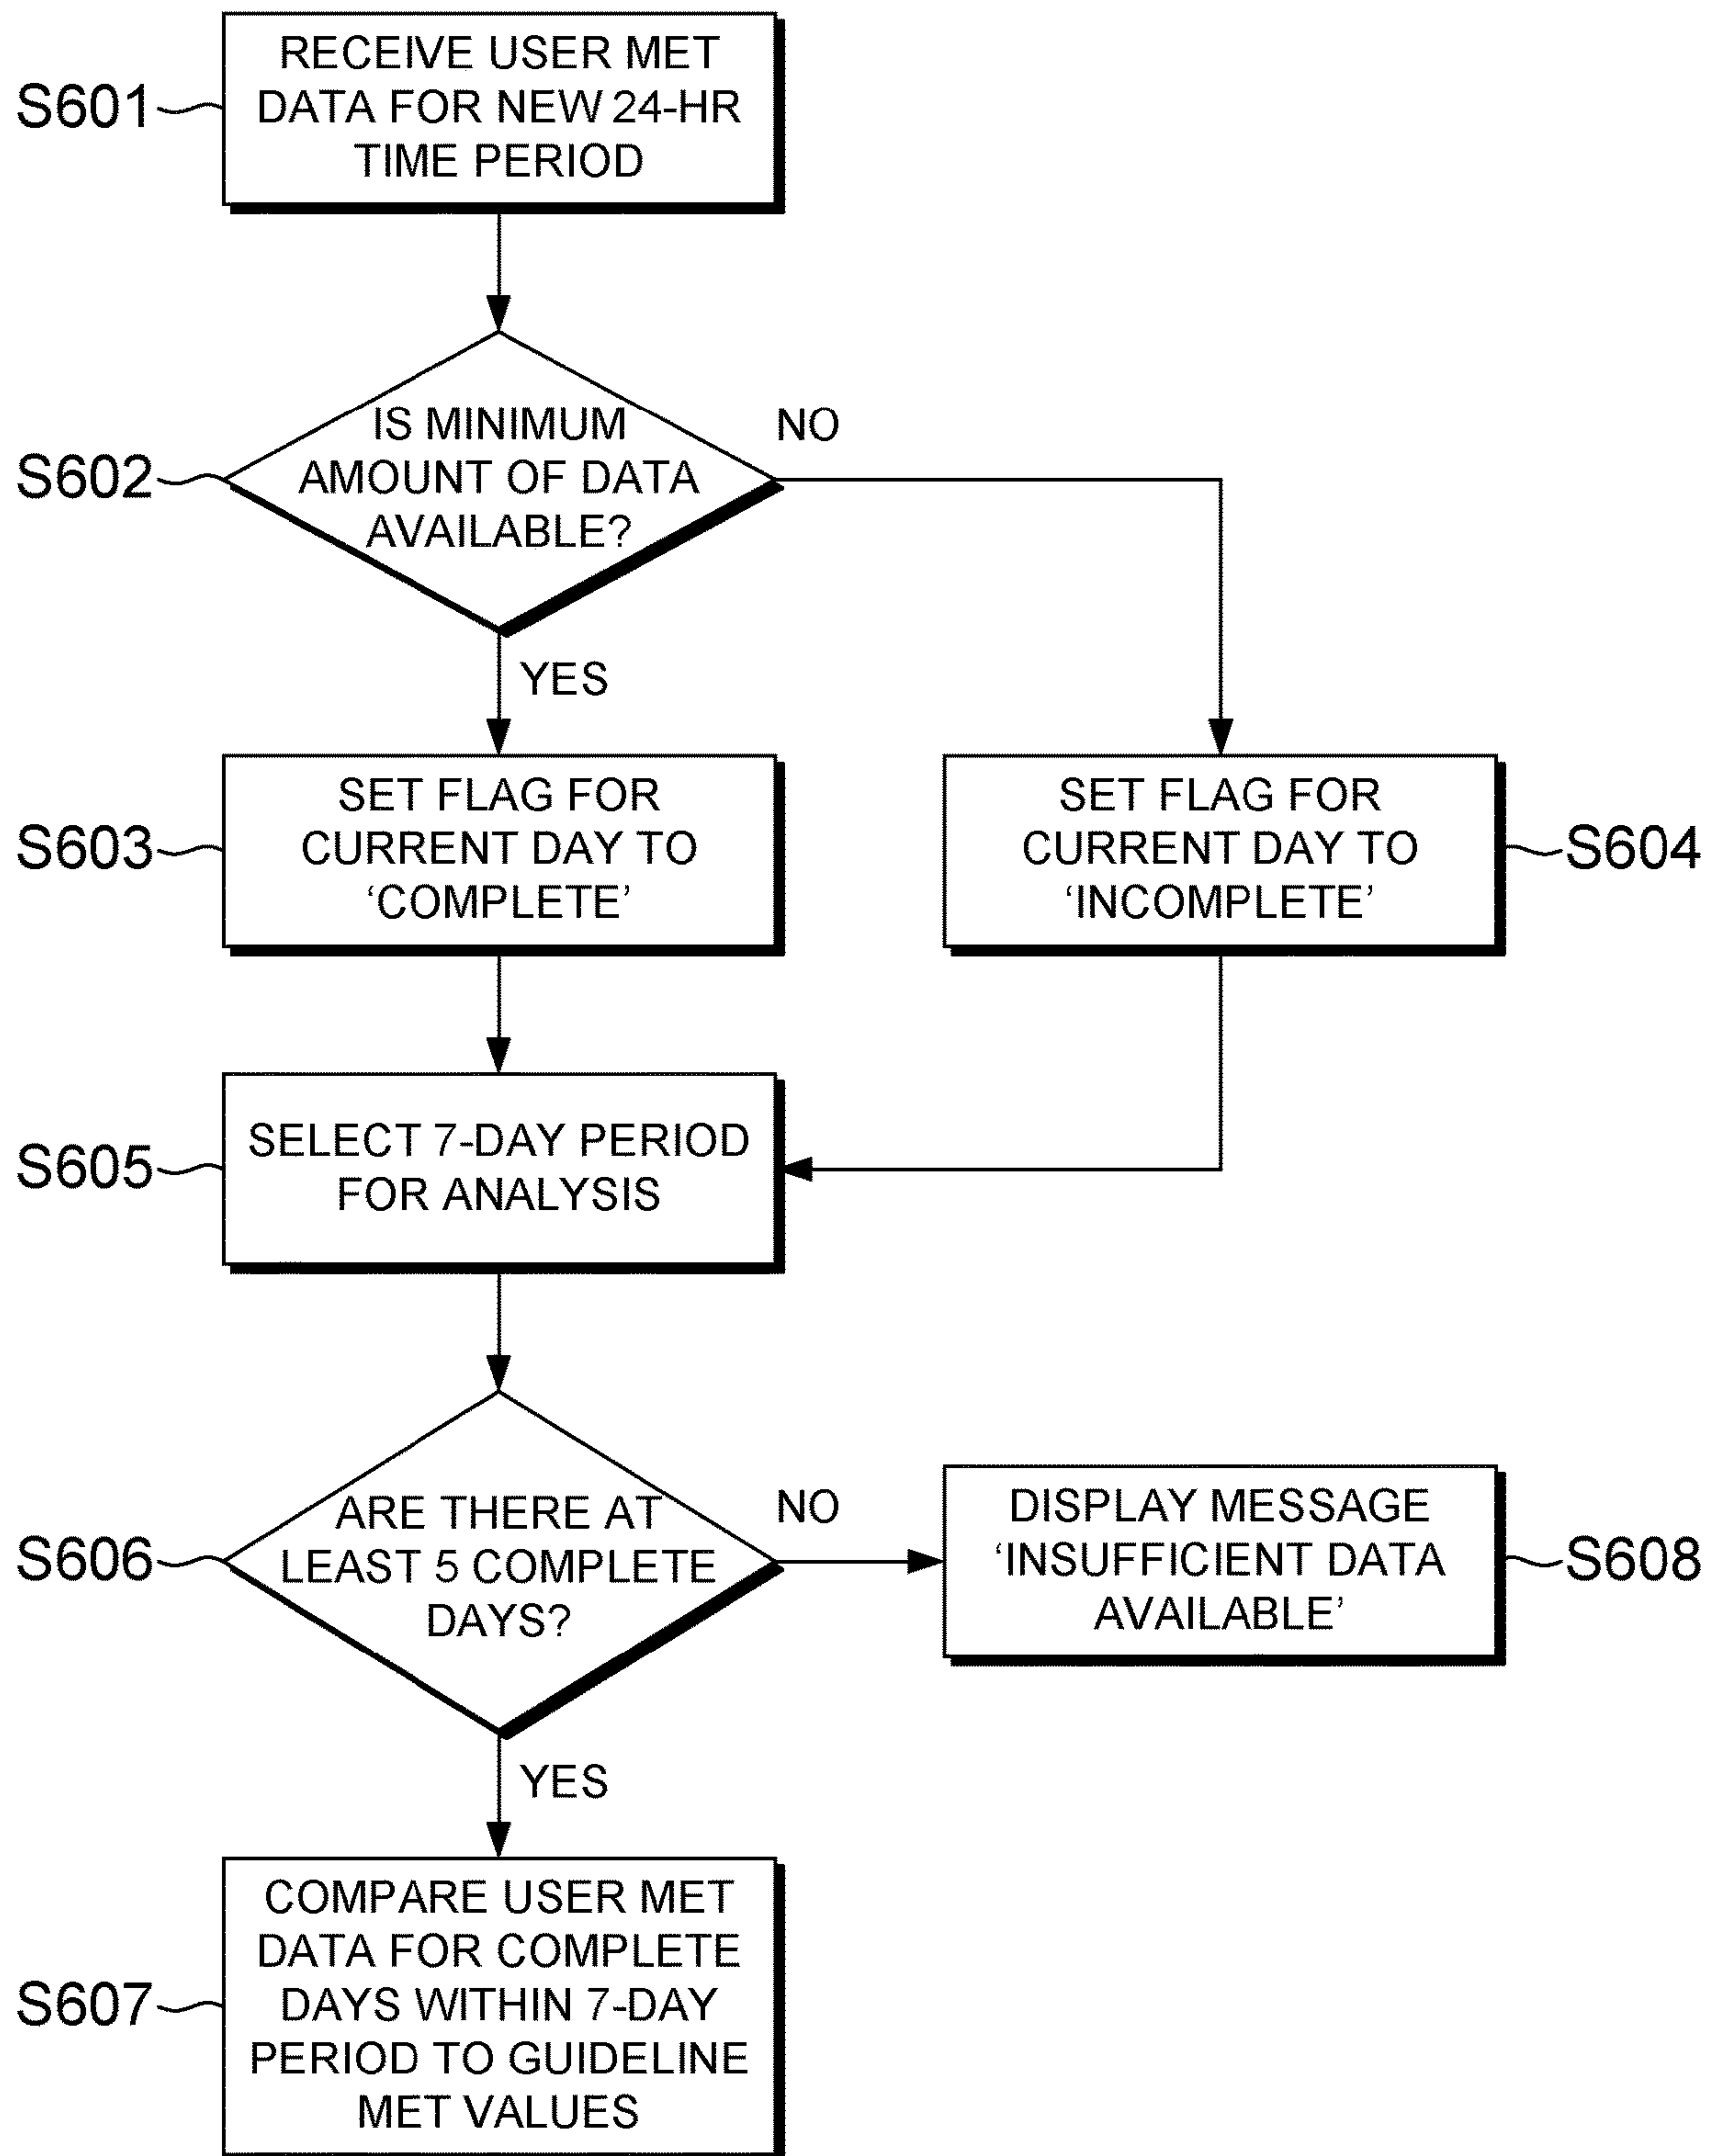 RECEIVE USER MET
DATA FOR NEW 24-HR
TIME PERIOD
S601
IS MINIMUM
AMOUNT OF DATA
AVAILABLE?
S602
NO
YES
SET FLAG FOR
CURRENT DAY TO
‘COMPLETE’
S603
SET FLAG FOR
CURRENT DAY TO
‘INCOMPLETE’
S604
SELECT 7-DAY PERIOD
FOR ANALYSIS
S605
ARE THERE AT
LEAST 5 COMPLETE
DAYS?
S606
NO
DISPLAY MESSAGE
‘INSUFFICIENT DATA
AVAILABLE’
S608
YES
COMPARE USER MET
DATA FOR COMPLETE
DAYS WITHIN 7-DAY
PERIOD TO GUIDELINE
MET VALUES
S607